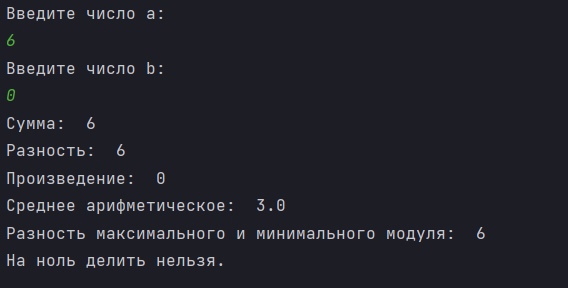 Введите число a:
6
Введите число b:
0
Сумма:  6
Разность:  6
Произведение:  0
Среднее арифметическое:  3.0
Разность максимального и минимального модуля:  6
На ноль делить нельзя.